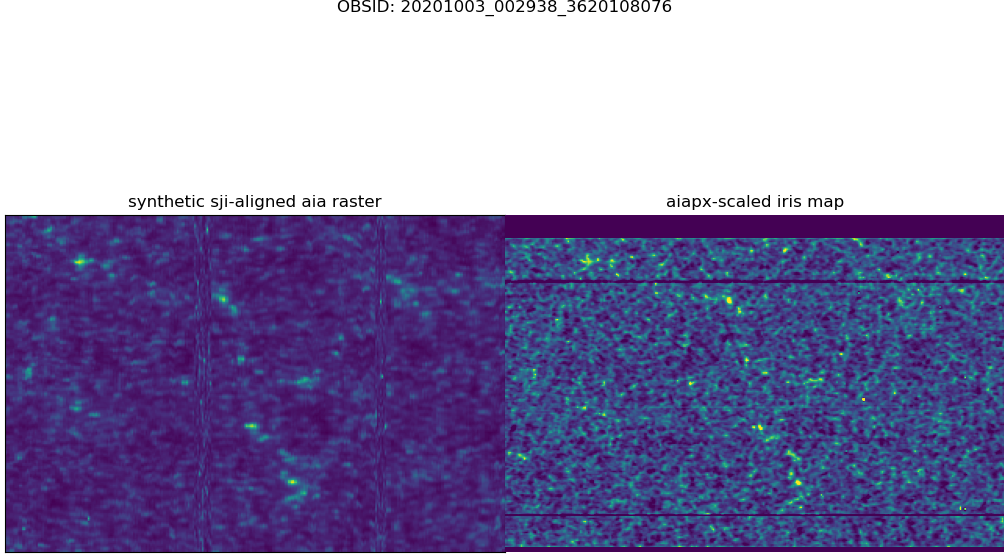 OBSID: 20201003_002938_3620108076
synthetic sji-aligned aia raster
aiapx-scaled iris map